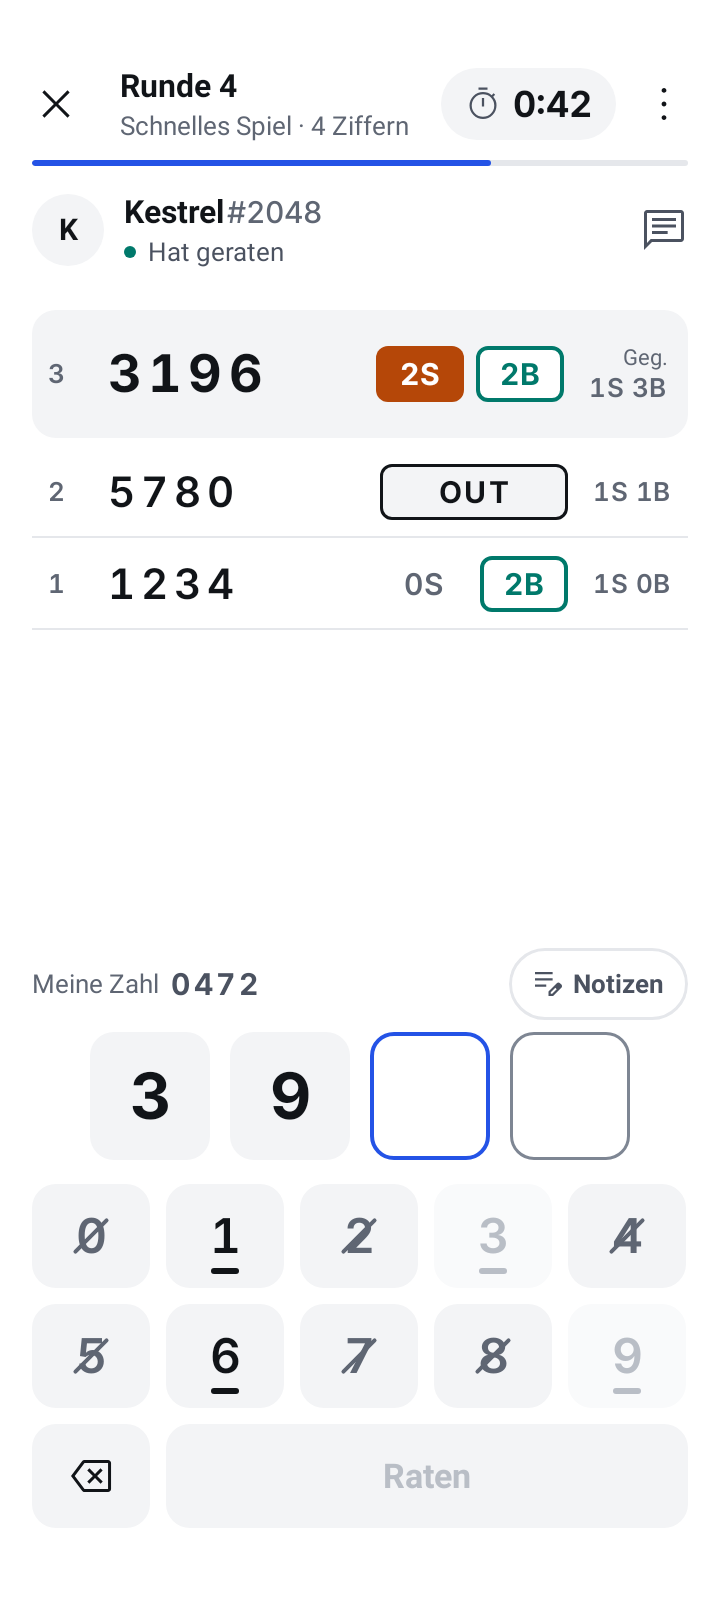 Runde 4
Schnelles Spiel · 4 Ziffern
0:42
K
Kestrel#2048
Hat geraten
3 3196 2S 2B Geg. 1S 3B
2 5780 OUT 1S 1B
1 1234 0S 2B 1S 0B
Meine Zahl 0472
Notizen
3 9
0 1 2 3 4
5 6 7 8 9
Raten